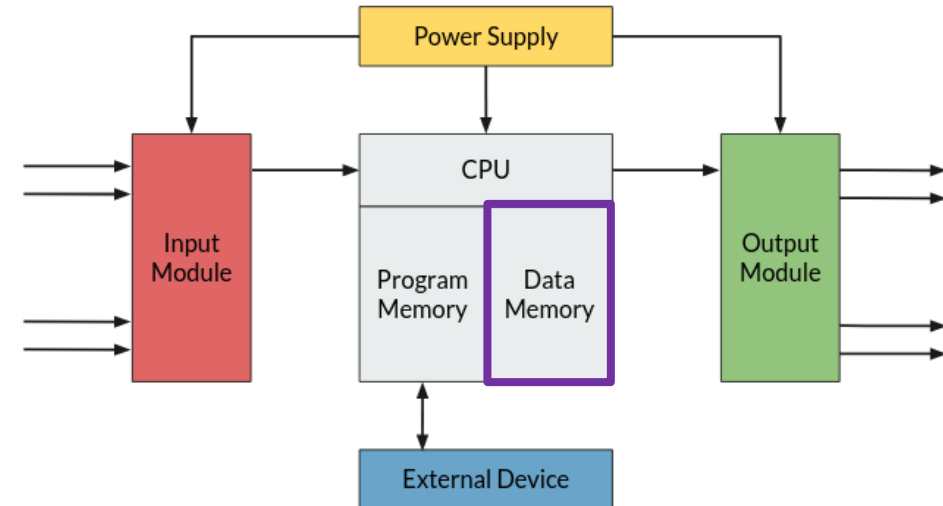 Power Supply
CPU
Input
Module
Program
Memory
Data
Memory
Output
Module
External Device